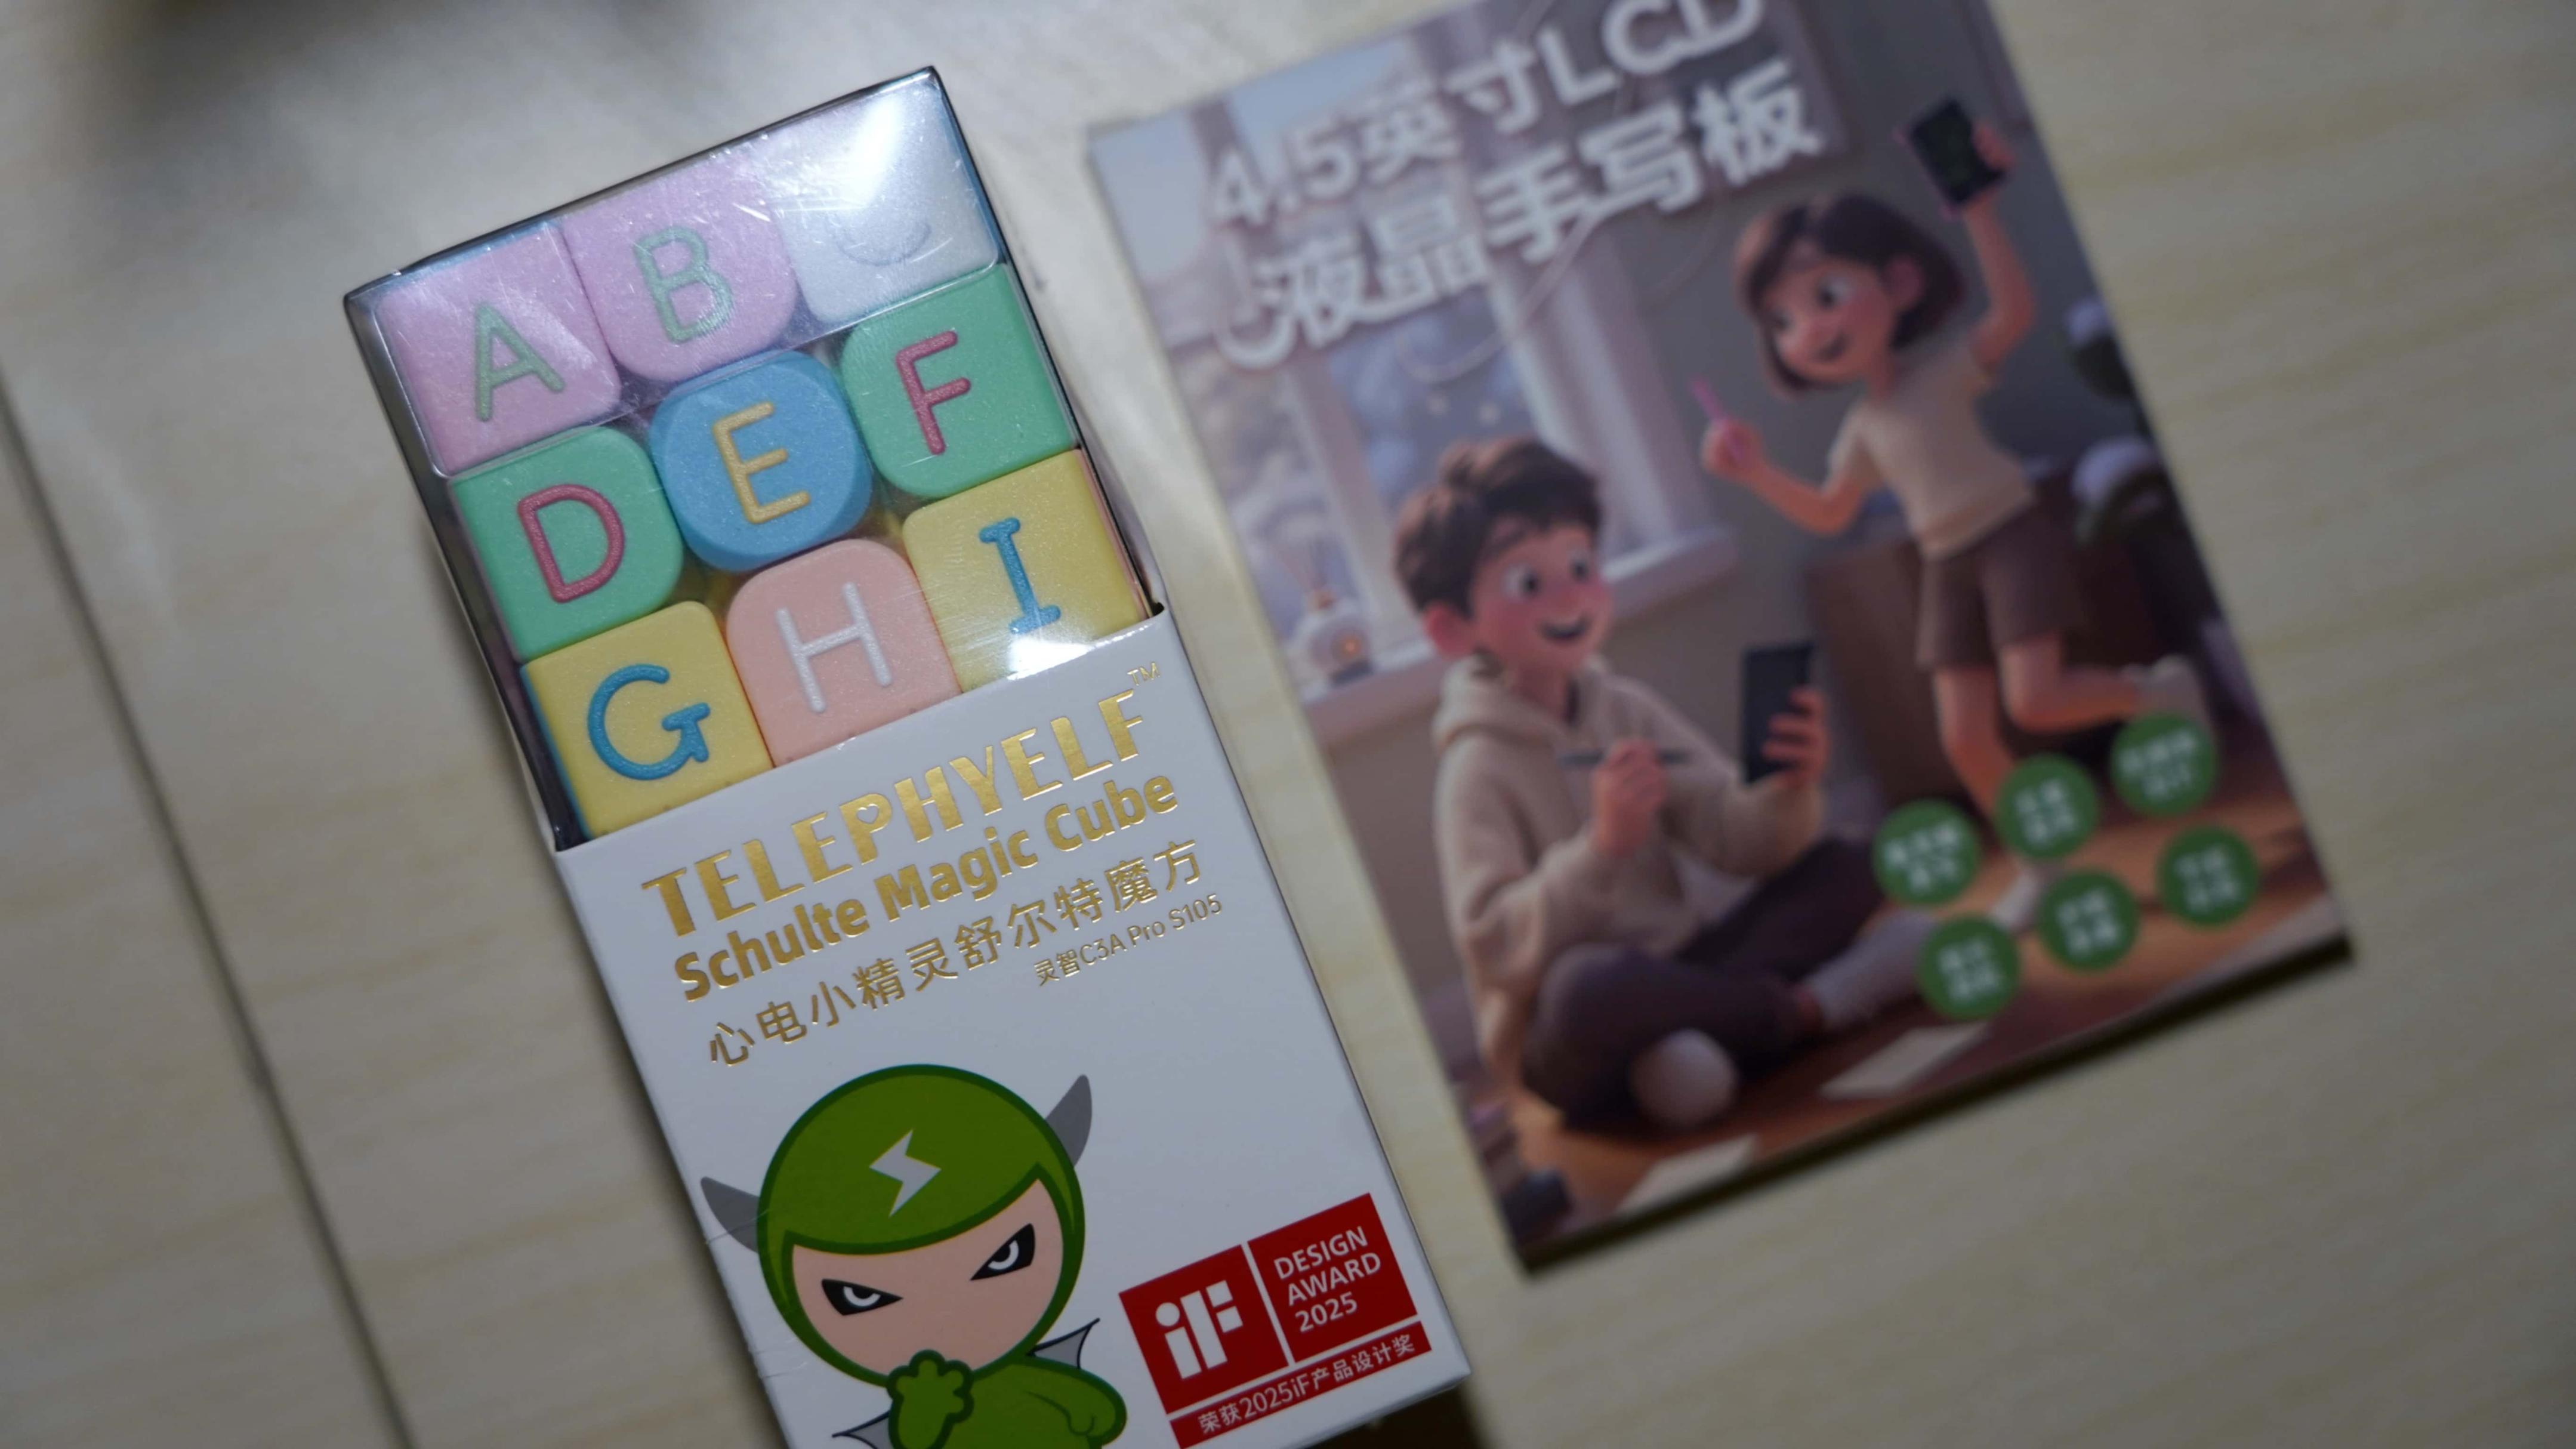 A B C
D E F
G H I
TELEPHYELF™
Schulte Magic Cube
心电小精灵舒尔特魔方
灵智C3A Pro S105
iF
DESIGN
AWARD
2025
荣获2025iF产品设计奖
4.5英寸LCD
液晶手写板